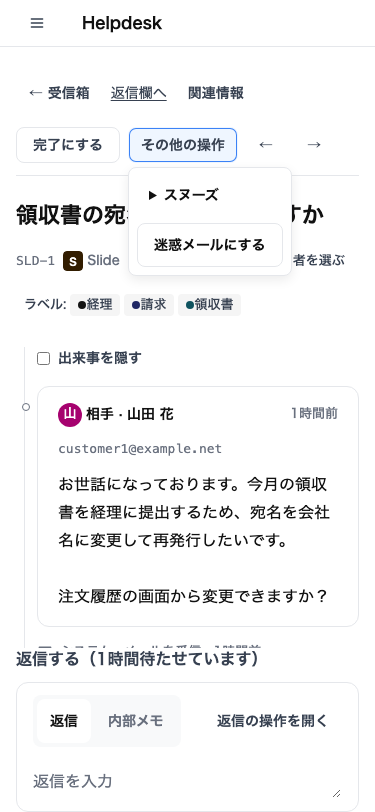 Helpdesk
← 受信箱 返信欄へ 関連情報
完了にする その他の操作 ← →
▶ スヌーズ
領収書の宛 すか
迷惑メールにする
SLD-1 S Slide 者を選ぶ
ラベル: 経理 請求 領収書
出来事を隠す
山 相手 · 山田 花 1時間前
customer1@example.net
お世話になっております。今月の領収
書を経理に提出するため、宛名を会社
名に変更して再発行したいです。
注文履歴の画面から変更できますか？
返信する（1時間待たせています）
返信 内部メモ 返信の操作を開く
返信を入力